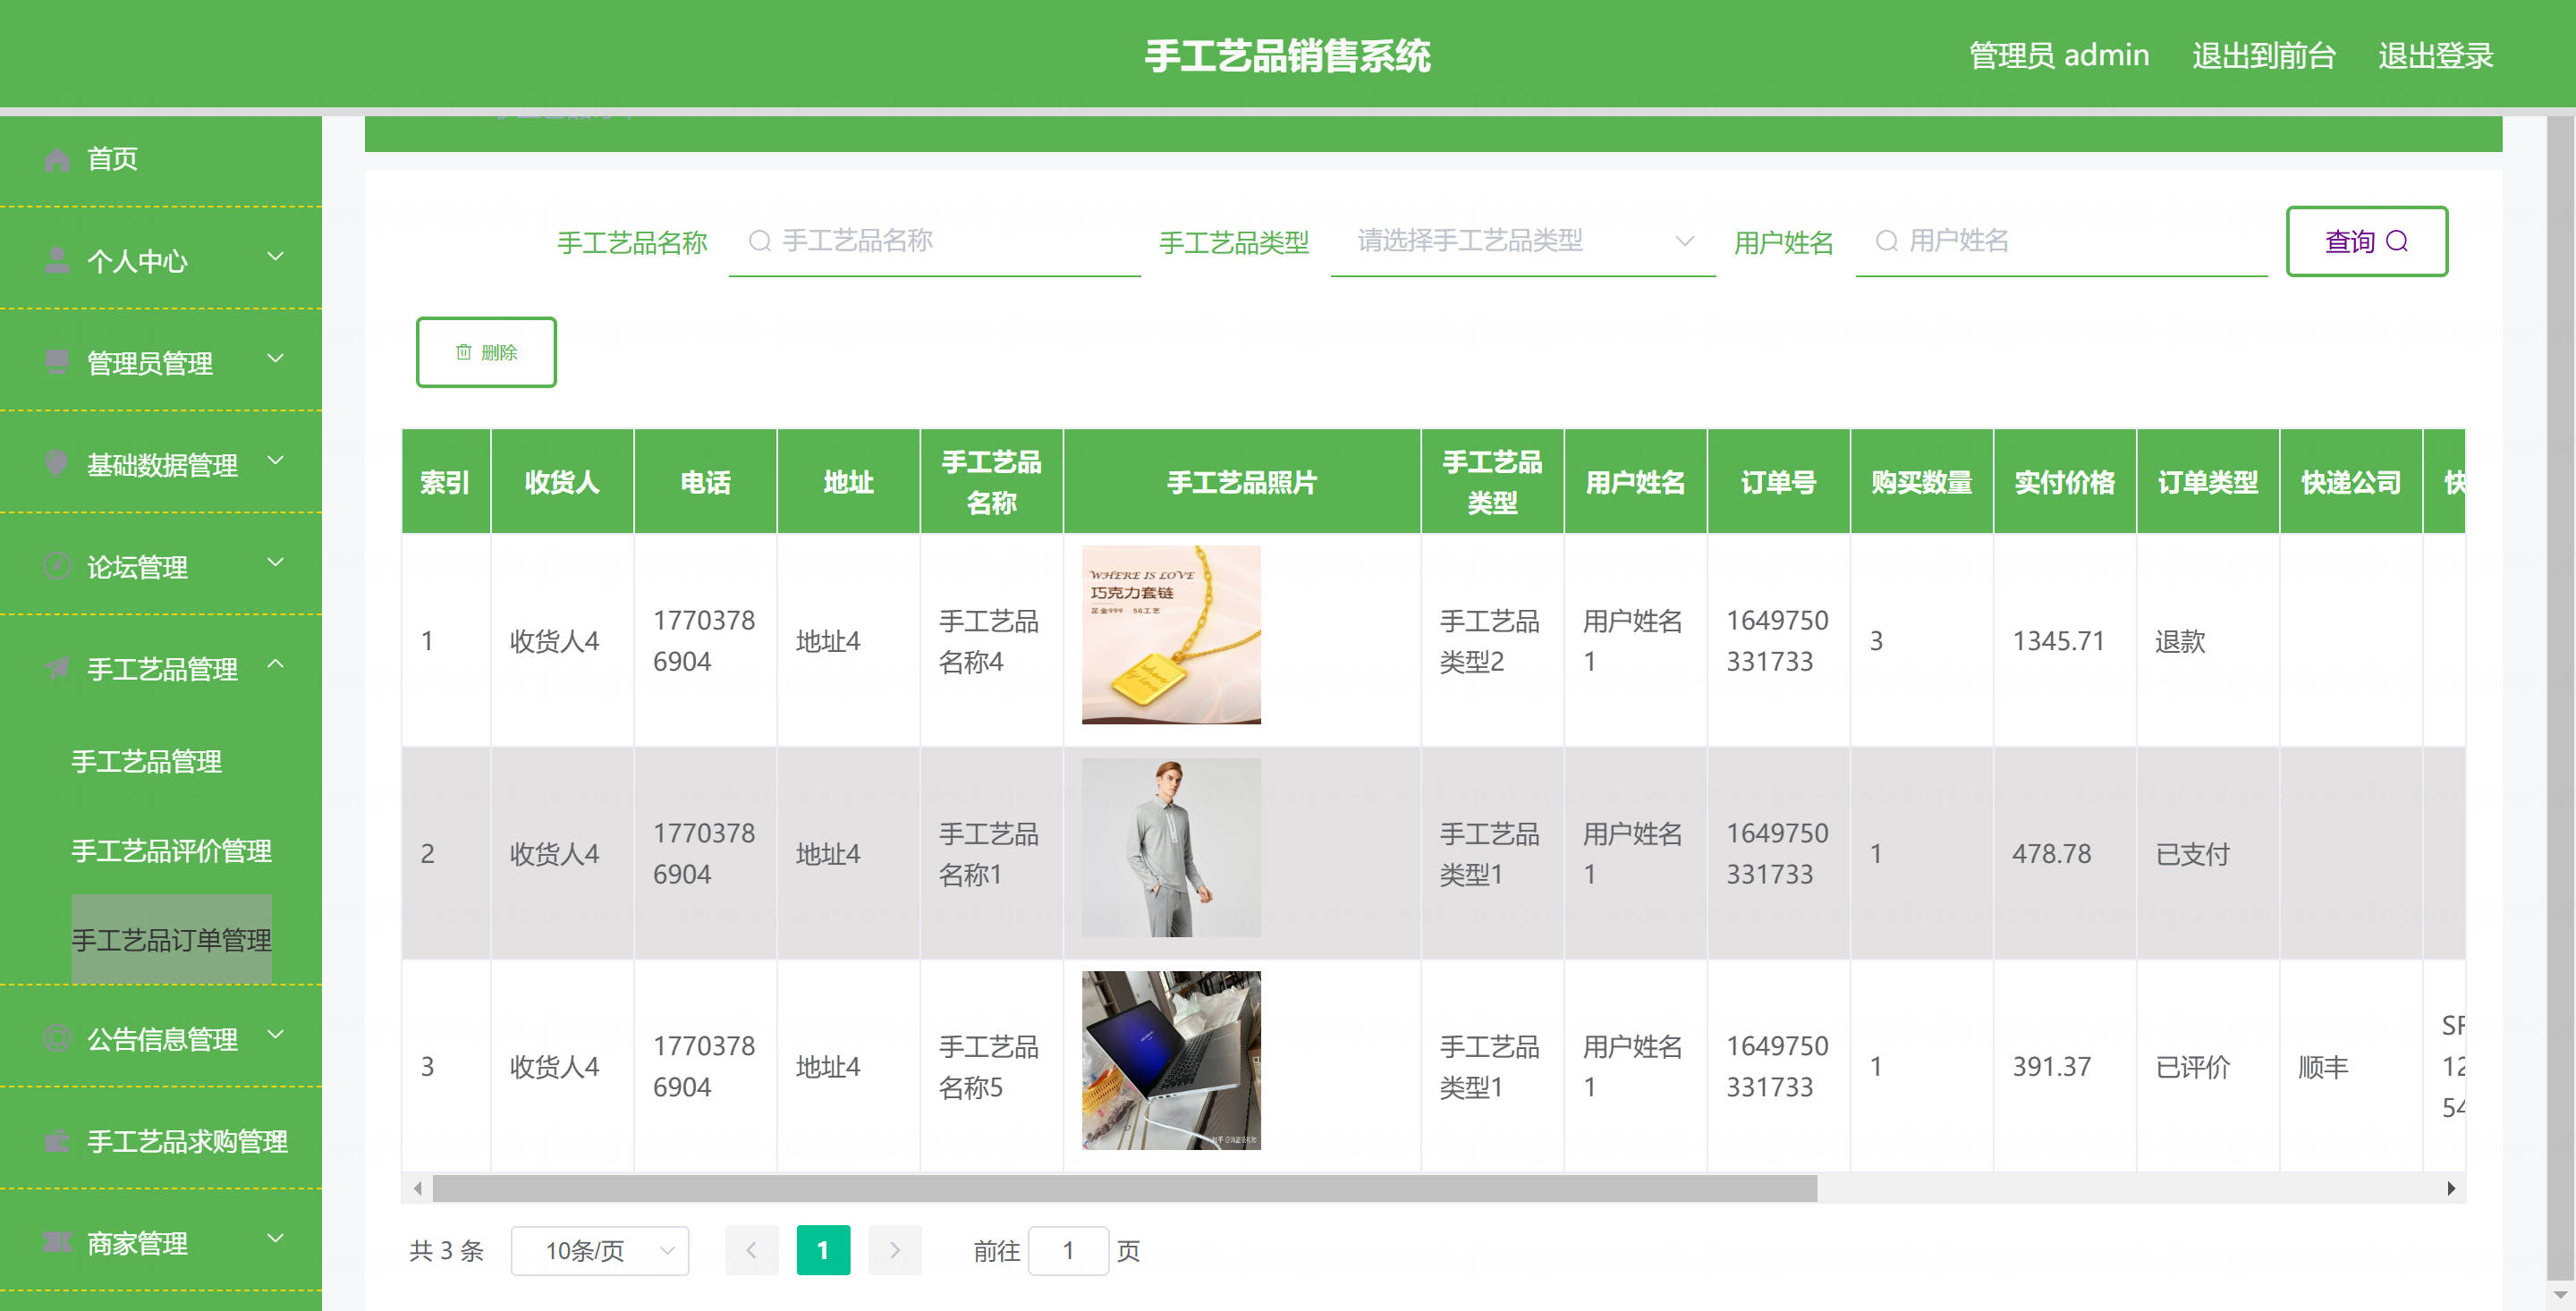 手工艺品销售系统
管理员 admin 退出到前台 退出登录
首页
个人中心
管理员管理
基础数据管理
论坛管理
手工艺品管理
手工艺品管理
手工艺品评价管理
手工艺品订单管理
公告信息管理
手工艺品求购管理
商家管理
手工艺品名称 手工艺品名称 手工艺品类型 请选择手工艺品类型 用户姓名 用户姓名 查询
删除
索引 收货人 电话 地址 手工艺品名称 手工艺品照片 手工艺品类型 用户姓名 订单号 购买数量 实付价格 订单类型 快递公司 快
WHERE IS LOVE
巧克力套链
足金999 5G工艺
1 收货人4 17703786904 地址4 手工艺品名称4 手工艺品类型2 用户姓名1 1649750331733 3 1345.71 退款
2 收货人4 17703786904 地址4 手工艺品名称1 手工艺品类型1 用户姓名1 1649750331733 1 478.78 已支付
3 收货人4 17703786904 地址4 手工艺品名称5 手工艺品类型1 用户姓名1 1649750331733 1 391.37 已评价 顺丰 SF
12
54
共 3 条 10条/页 1 前往 1 页